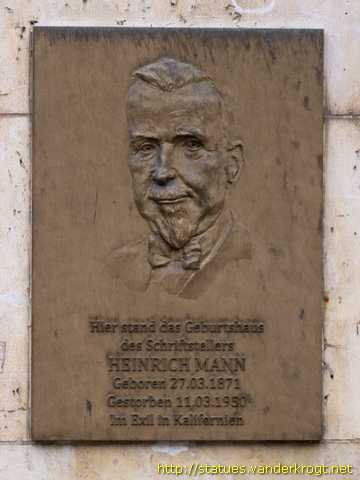 Hier stand das Geburtshaus
des Schriftstellers
HEINRICH MANN
Geboren 27.03.1871
Gestorben 11.03.1950
Im Exil in Kalifornien
http://statues.vanderkrogt.net